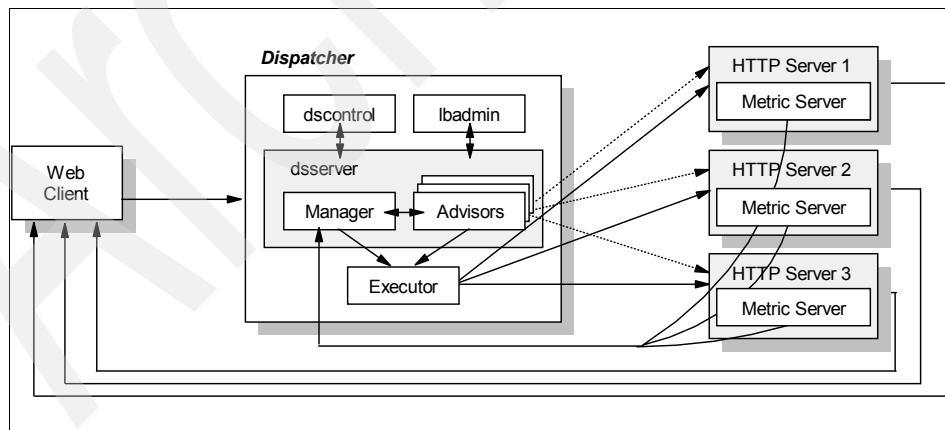 Dispatcher
dscontrol
lbadmin
dsserver
Manager
Advisors
Executor
Web
Client
HTTP Server 1
Metric Server
HTTP Server 2
Metric Server
HTTP Server 3
Metric Server